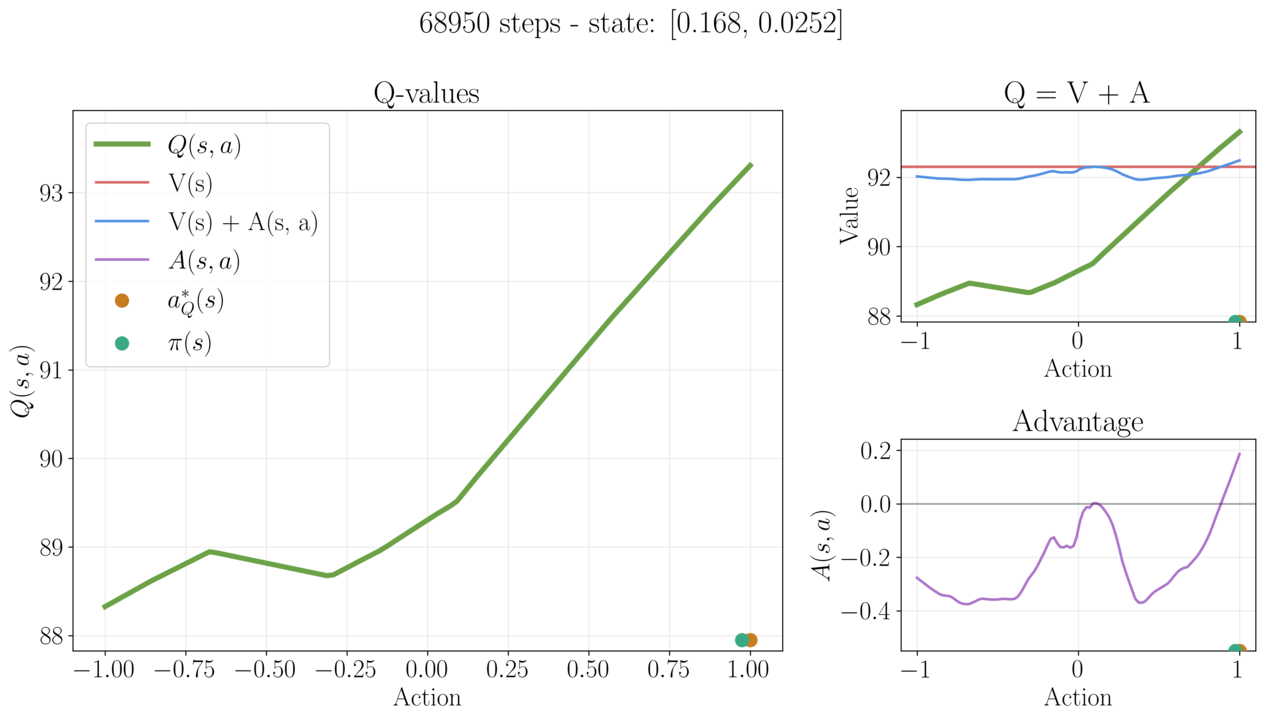 68950 steps - state: [0.168, 0.0252]
Q-values
Q(s, a)
V(s)
V(s) + A(s, a)
A(s, a)
a*_Q(s)
π(s)
93
92
91
90
89
88
Q(s, a)
−1.00 −0.75 −0.50 −0.25 0.00 0.25 0.50 0.75 1.00
Action
Q = V + A
92
90
88
Value
−1 0 1
Action
Advantage
0.2
0.0
−0.2
−0.4
A(s, a)
−1 0 1
Action